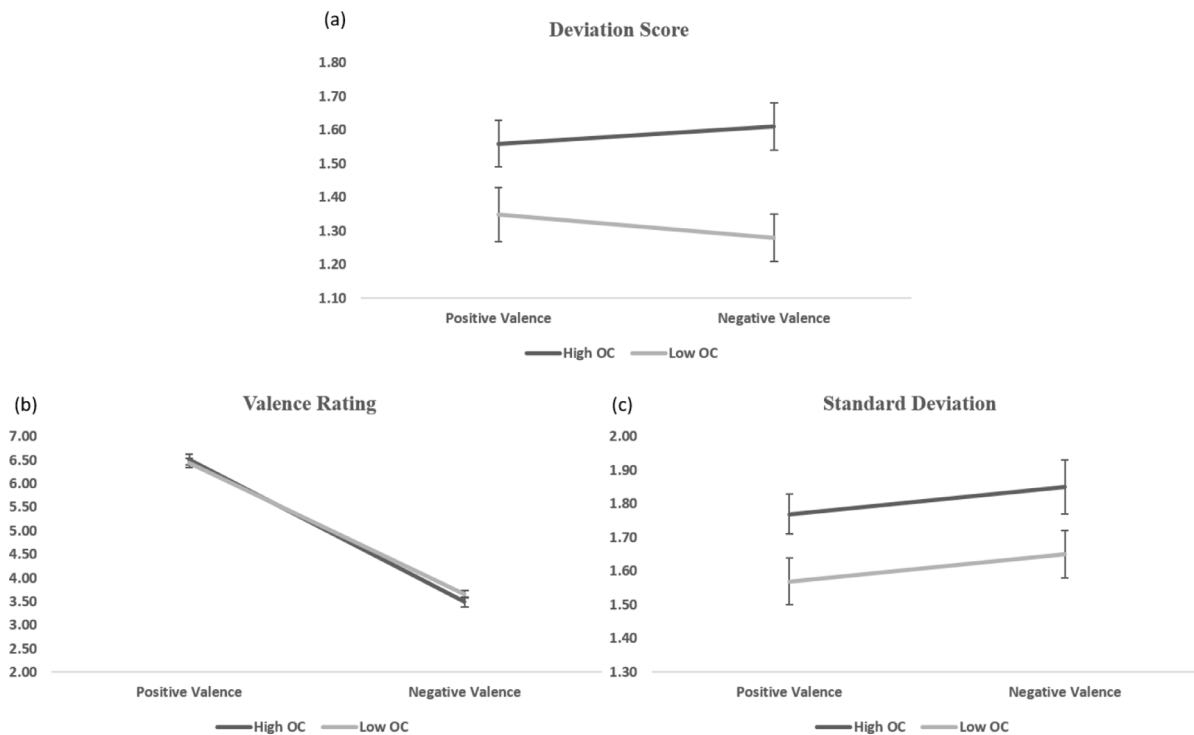 (a)
Deviation Score
1.80
1.70
1.60
1.50
1.40
1.30
1.20
1.10
Positive Valence Negative Valence
High OC Low OC
(b)
Valence Rating
7.00
6.50
6.00
5.50
5.00
4.50
4.00
3.50
3.00
2.50
2.00
Positive Valence Negative Valence
High OC Low OC
(c)
Standard Deviation
2.00
1.90
1.80
1.70
1.60
1.50
1.40
1.30
Positive Valence Negative Valence
High OC Low OC